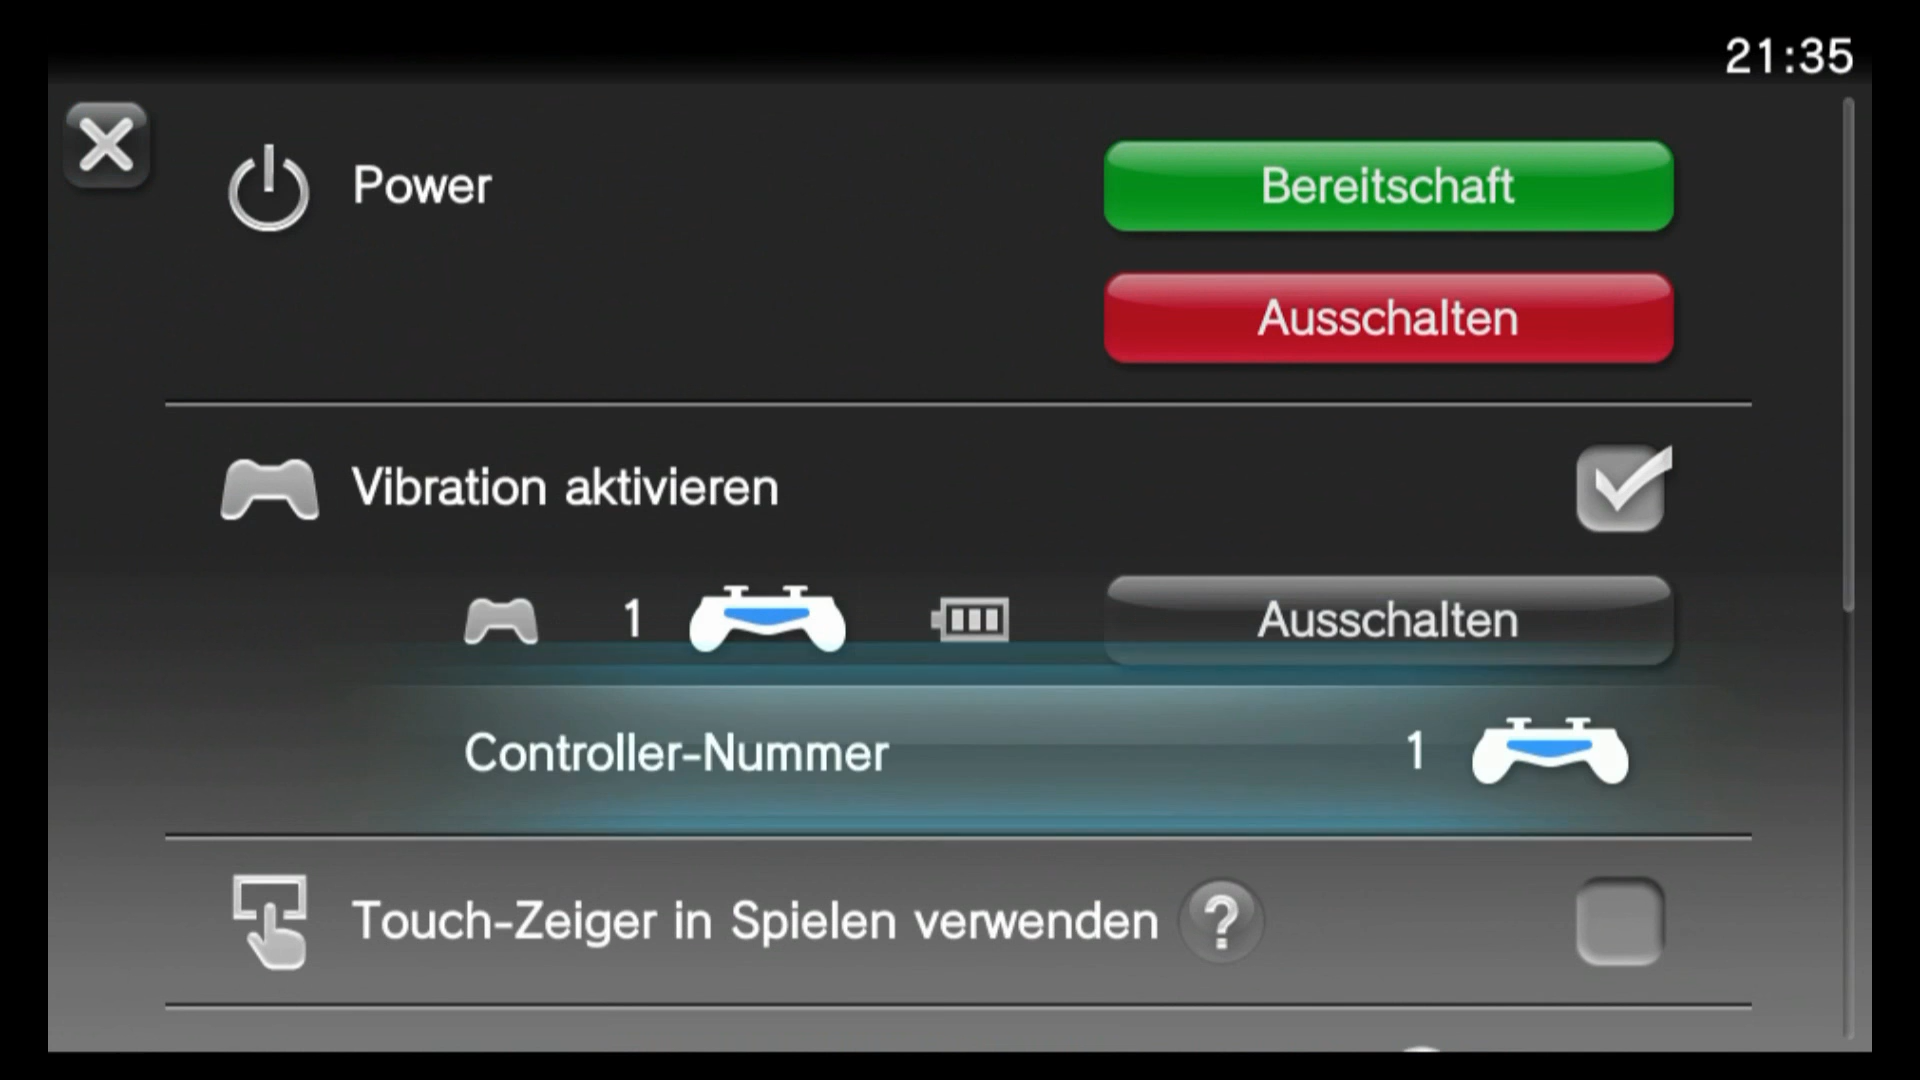 21:35
Power
Bereitschaft
Ausschalten
Vibration aktivieren
1
Ausschalten
Controller-Nummer
1
Touch-Zeiger in Spielen verwenden ?